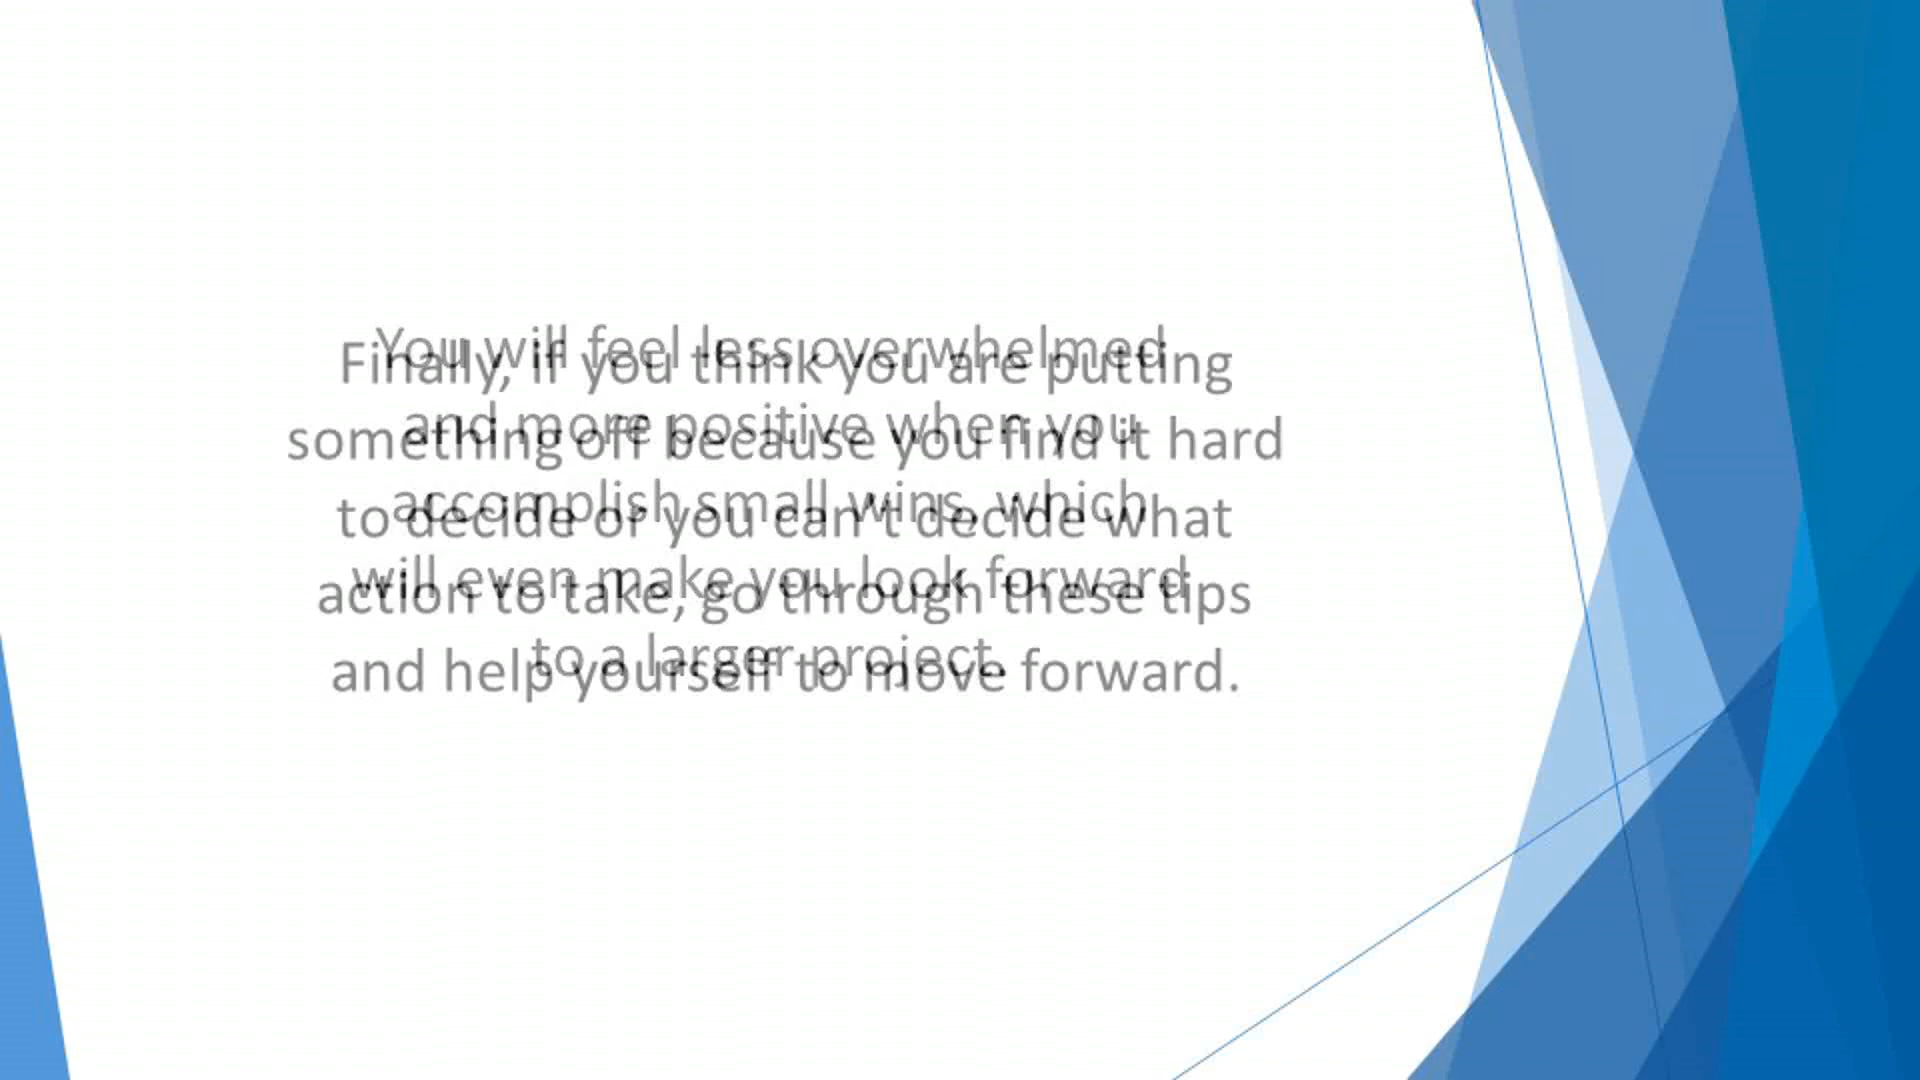 You will feel less overwhelmed
and more positive when you
accomplish small wins, which
will even make you look forward
to a larger project.
Finally, if you think you are putting
something off because you find it hard
to decide or you can't decide what
action to take, go through these tips
and help yourself to move forward.